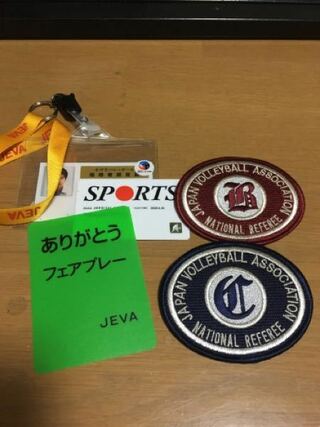 JEVA
JEVA
SPORTS
ありがとう
フェアプレー
JEVA
JAPAN VOLLEYBALL ASSOCIATION
B
NATIONAL REFEREE
JAPAN VOLLEYBALL ASSOCIATION
C
NATIONAL REFEREE